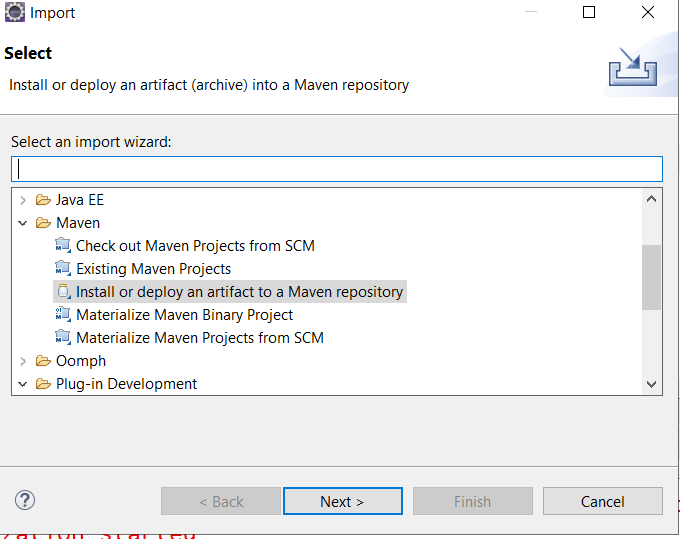 Import
Select
Install or deploy an artifact (archive) into a Maven repository
Select an import wizard:
Java EE
Maven
Check out Maven Projects from SCM
Existing Maven Projects
Install or deploy an artifact to a Maven repository
Materialize Maven Binary Project
Materialize Maven Projects from SCM
Oomph
Plug-in Development
< Back Next > Finish Cancel